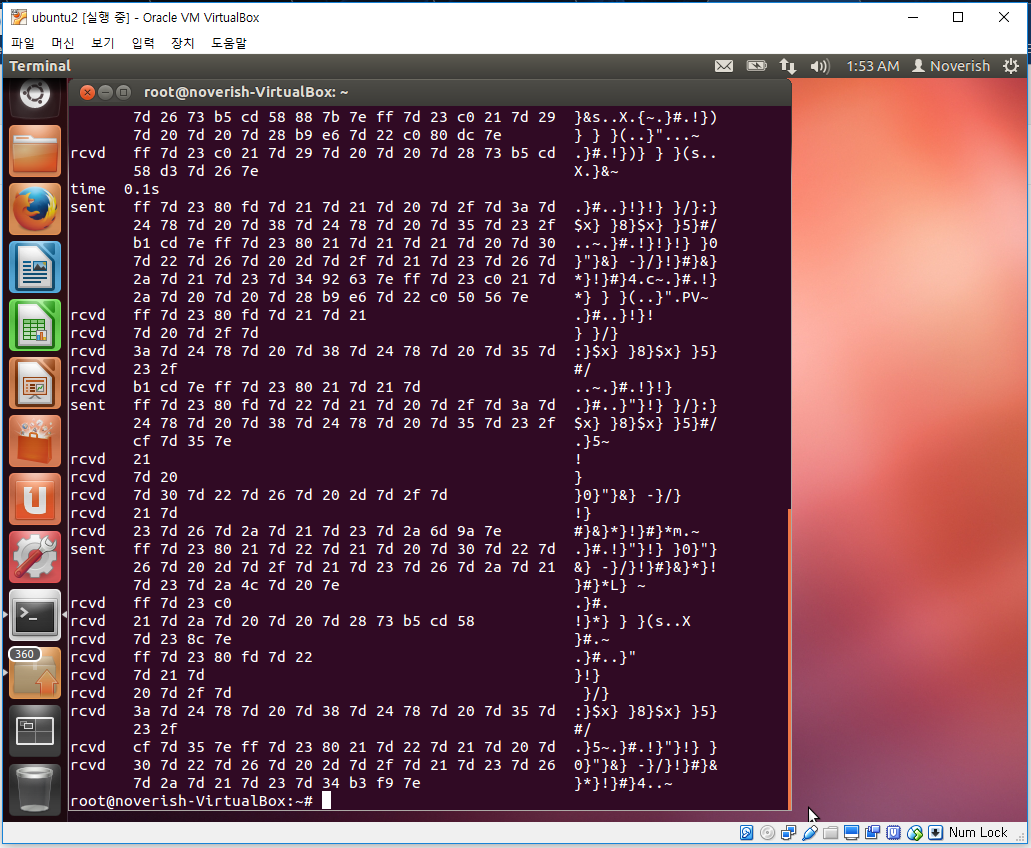 ubuntu2 [실행 중] - Oracle VM VirtualBox
파일 머신 보기 입력 장치 도움말
Terminal 1:53 AM Noverish
root@noverish-VirtualBox: ~
7d 26 73 b5 cd 58 88 7b 7e ff 7d 23 c0 21 7d 29 }&s..X.{~.}#.!})
7d 20 7d 20 7d 28 b9 e6 7d 22 c0 80 dc 7e } } }(..}"...~
rcvd ff 7d 23 c0 21 7d 29 7d 20 7d 20 7d 28 73 b5 cd .}#.!})} } }(s..
58 d3 7d 26 7e X.}&~
time 0.1s
sent ff 7d 23 80 fd 7d 21 7d 21 7d 20 7d 2f 7d 3a 7d .}#..}!}!} }/}:}
24 78 7d 20 7d 38 7d 24 78 7d 20 7d 35 7d 23 2f $x} }8}$x} }5}#/
b1 cd 7e ff 7d 23 80 21 7d 21 7d 21 7d 20 7d 30 ..~.}#.!}!}!} }0
7d 22 7d 26 7d 20 2d 7d 2f 7d 21 7d 23 7d 26 7d }"}&} -}/}!}#}&}
2a 7d 21 7d 23 7d 34 92 63 7e ff 7d 23 c0 21 7d *}!}#}4.c~.}#.!}
2a 7d 20 7d 20 7d 28 b9 e6 7d 22 c0 50 56 7e *} } }(..}".PV~
rcvd ff 7d 23 80 fd 7d 21 7d 21 .}#..}!}!
rcvd 7d 20 7d 2f 7d } }/}
rcvd 3a 7d 24 78 7d 20 7d 38 7d 24 78 7d 20 7d 35 7d :}$x} }8}$x} }5}
rcvd 23 2f #/
rcvd b1 cd 7e ff 7d 23 80 21 7d 21 7d ..~.}#.!}!}
sent ff 7d 23 80 fd 7d 22 7d 21 7d 20 7d 2f 7d 3a 7d .}#..}"}!} }/}:}
24 78 7d 20 7d 38 7d 24 78 7d 20 7d 35 7d 23 2f $x} }8}$x} }5}#/
cf 7d 35 7e .}5~
rcvd 21 !
rcvd 7d 20 }
rcvd 7d 30 7d 22 7d 26 7d 20 2d 7d 2f 7d }0}"}&} -}/}
rcvd 21 7d !}
rcvd 23 7d 26 7d 2a 7d 21 7d 23 7d 2a 6d 9a 7e #}&}*}!}#}*m.~
sent ff 7d 23 80 21 7d 22 7d 21 7d 20 7d 30 7d 22 7d .}#.!}"}!} }0}"}
26 7d 20 2d 7d 2f 7d 21 7d 23 7d 26 7d 2a 7d 21 &} -}/}!}#}&}*}!
7d 23 7d 2a 4c 7d 20 7e }#}*L} ~
rcvd ff 7d 23 c0 .}#.
rcvd 21 7d 2a 7d 20 7d 20 7d 28 73 b5 cd 58 !}*} } }(s..X
rcvd 7d 23 8c 7e }#.~
rcvd ff 7d 23 80 fd 7d 22 .}#..}"
rcvd 7d 21 7d }!}
rcvd 20 7d 2f 7d }/}
rcvd 3a 7d 24 78 7d 20 7d 38 7d 24 78 7d 20 7d 35 7d :}$x} }8}$x} }5}
23 2f #/
rcvd cf 7d 35 7e ff 7d 23 80 21 7d 22 7d 21 7d 20 7d .}5~.}#.!}"}!} }
rcvd 30 7d 22 7d 26 7d 20 2d 7d 2f 7d 21 7d 23 7d 26 0}"}&} -}/}!}#}&
7d 2a 7d 21 7d 23 7d 34 b3 f9 7e }*}!}#}4..~
root@noverish-VirtualBox:~#
360
Num Lock